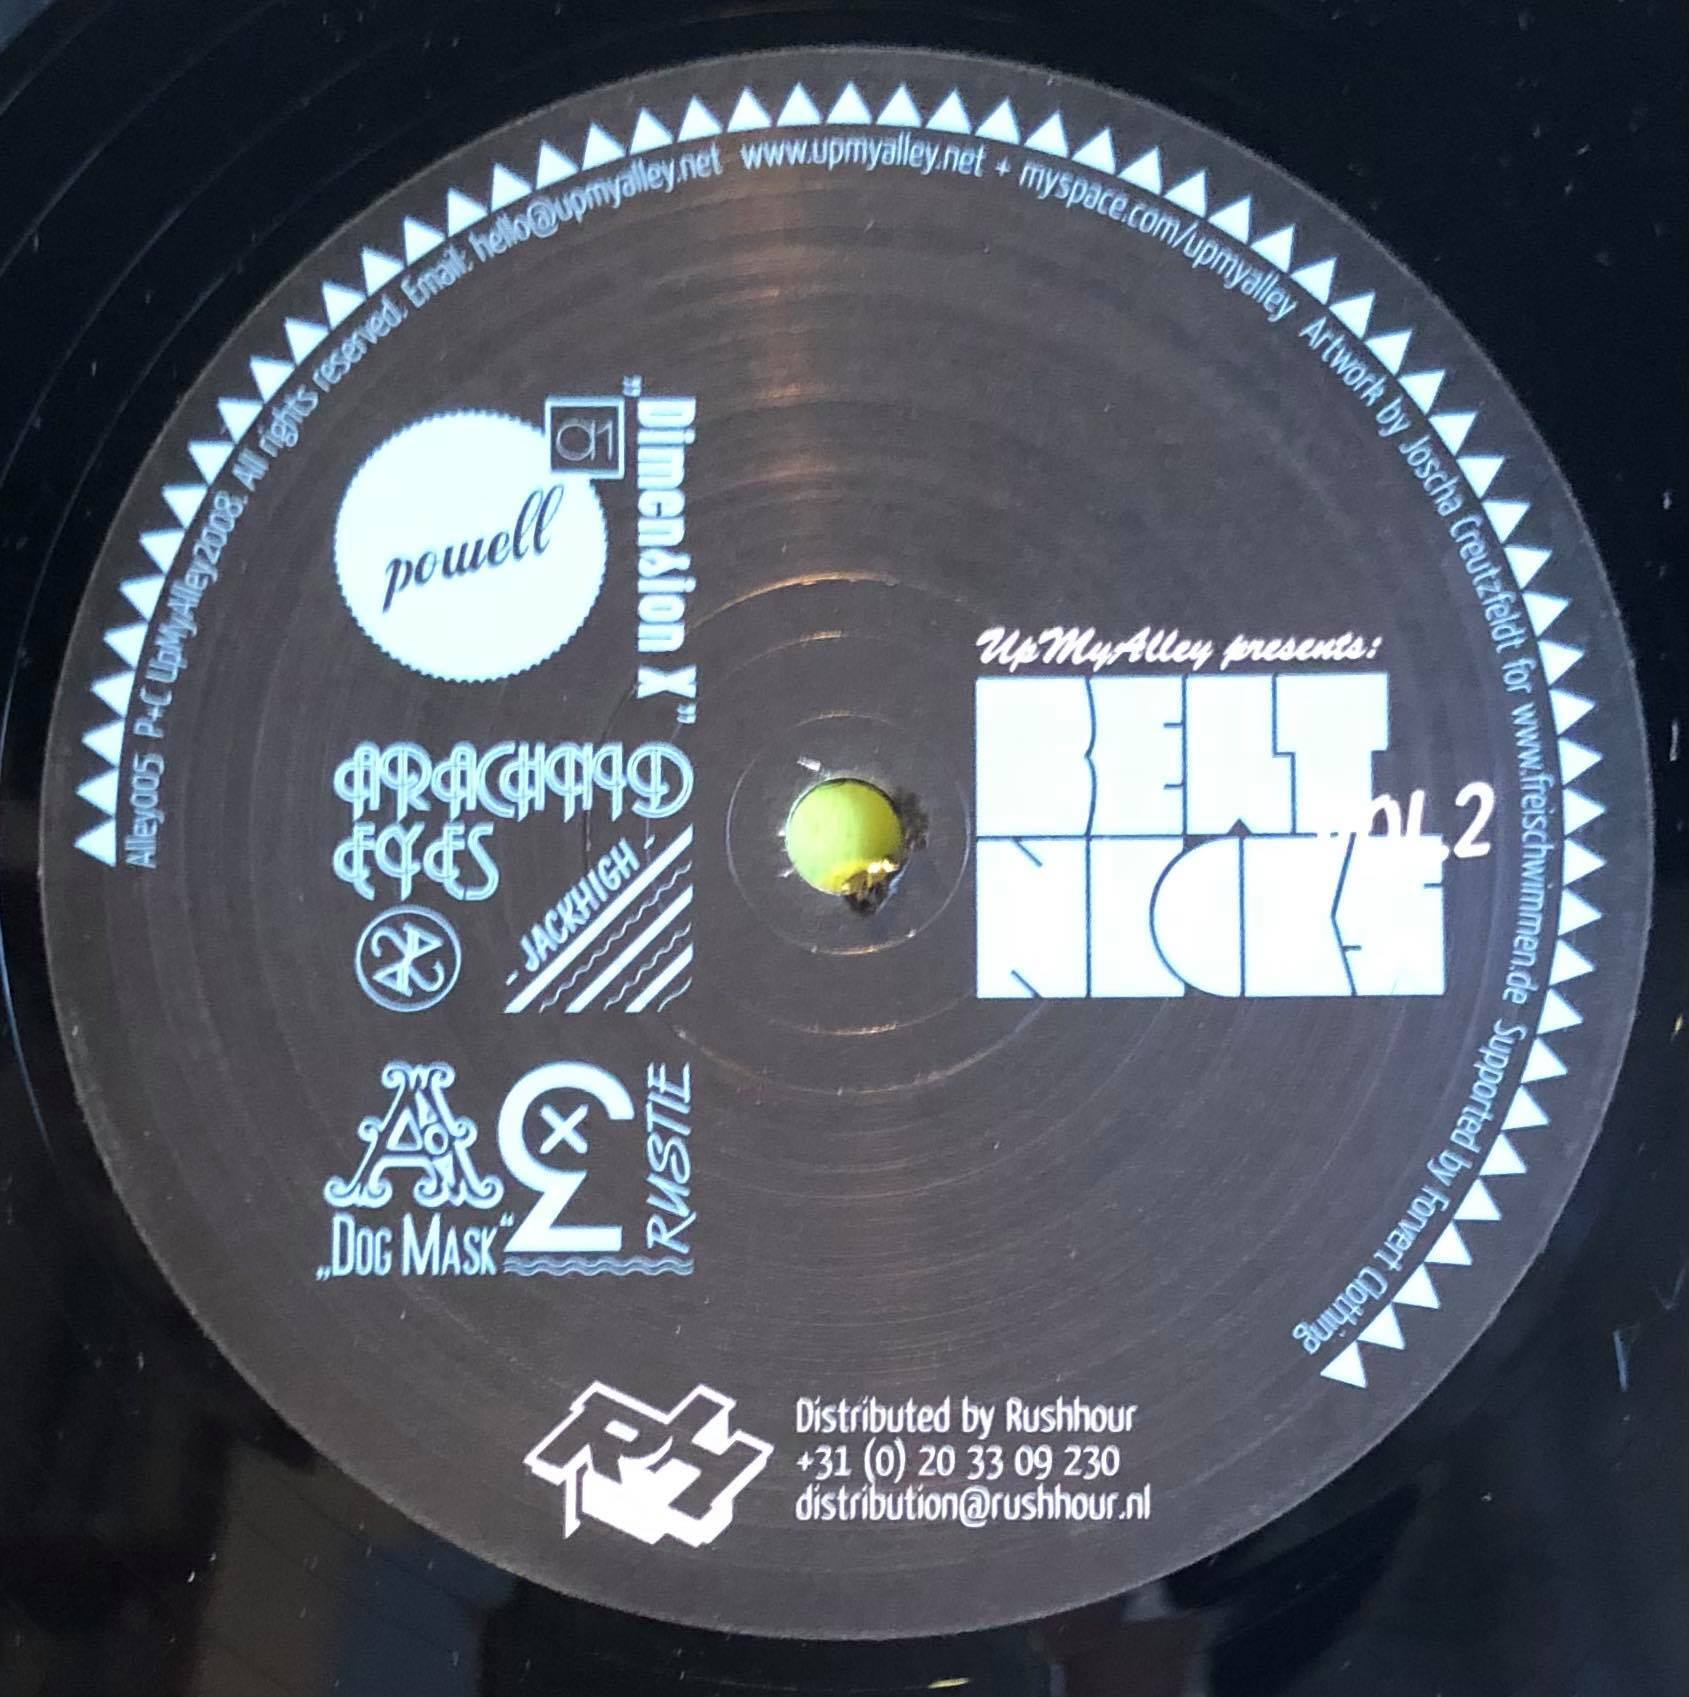 Alley005 P+C UpMyAlley2008. All rights reserved. Email: hello@upmyalley.net www.upmyalley.net + myspace.com/upmyalley Artwork by Joscha Creutzfeldt for www.freischwimmen.de Supported by Forvert Clothing
powell
„Dimension X“
ARACHNID
EYES
- JACKHIGH -
A
„DOG MASK“
RUSTIE
UpMyAlley presents:
BEAT
NICKS
VOL.2
RH
Distributed by Rushhour
+31 (0) 20 33 09 230
distribution@rushhour.nl